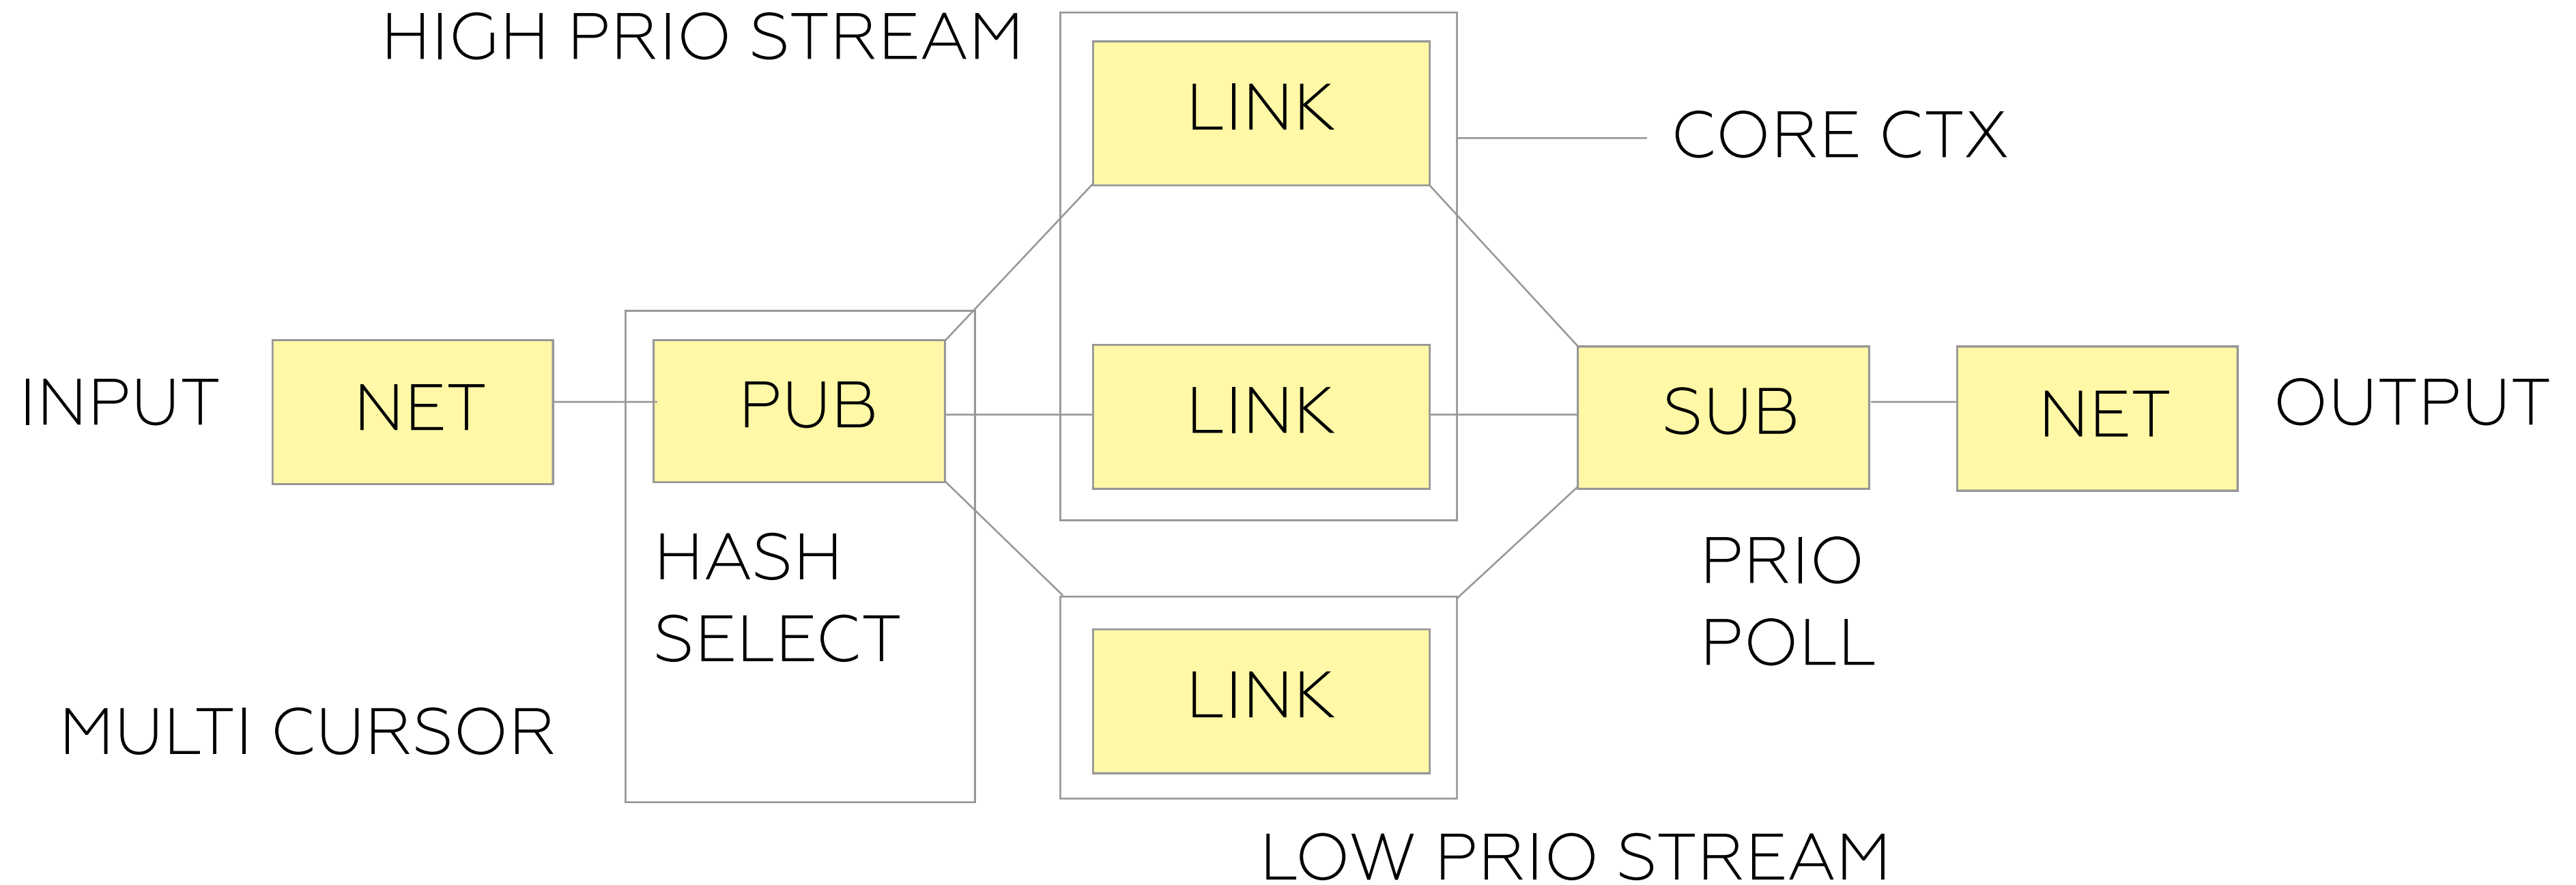 HIGH PRIO STREAM
LINK
CORE CTX
INPUT
NET
PUB
LINK
SUB
NET
OUTPUT
HASH
SELECT
PRIO
POLL
MULTI CURSOR
LINK
LOW PRIO STREAM